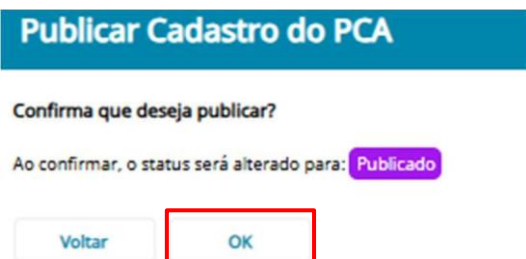 Publicar Cadastro do PCA
Confirma que deseja publicar?
Ao confirmar, o status será alterado para: Publicado
Voltar OK